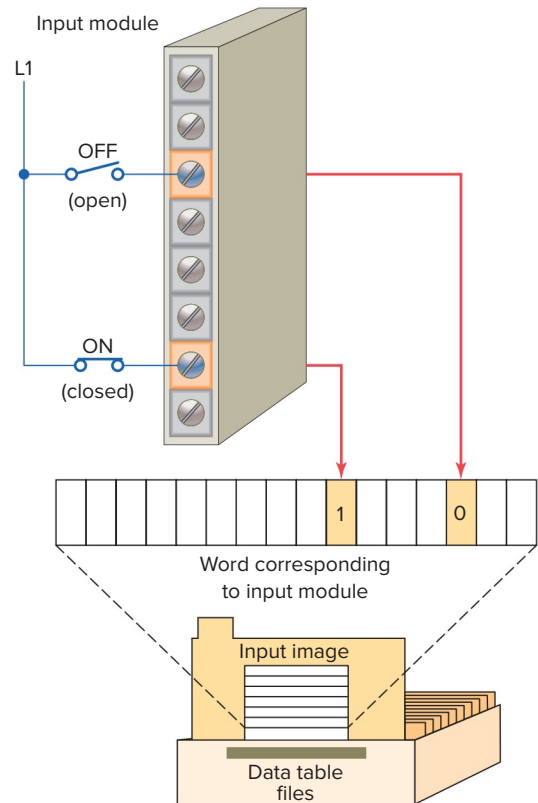 Input module
L1
OFF
(open)
ON
(closed)
1
0
Word corresponding
to input module
Input image
Data table
files